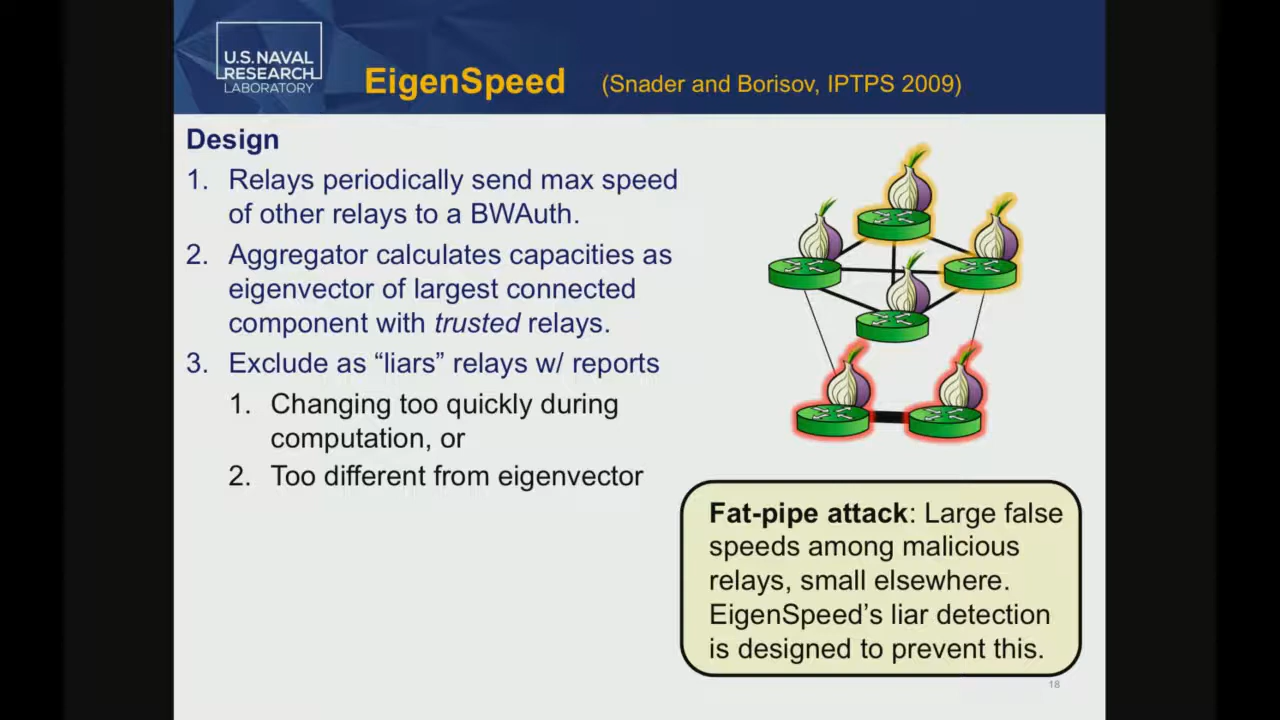 U.S. NAVAL
RESEARCH
LABORATORY
EigenSpeed (Snader and Borisov, IPTPS 2009)
Design
1. Relays periodically send max speed
of other relays to a BWAuth.
2. Aggregator calculates capacities as
eigenvector of largest connected
component with trusted relays.
3. Exclude as “liars” relays w/ reports
1. Changing too quickly during
computation, or
2. Too different from eigenvector
Fat-pipe attack: Large false
speeds among malicious
relays, small elsewhere.
EigenSpeed’s liar detection
is designed to prevent this.
18